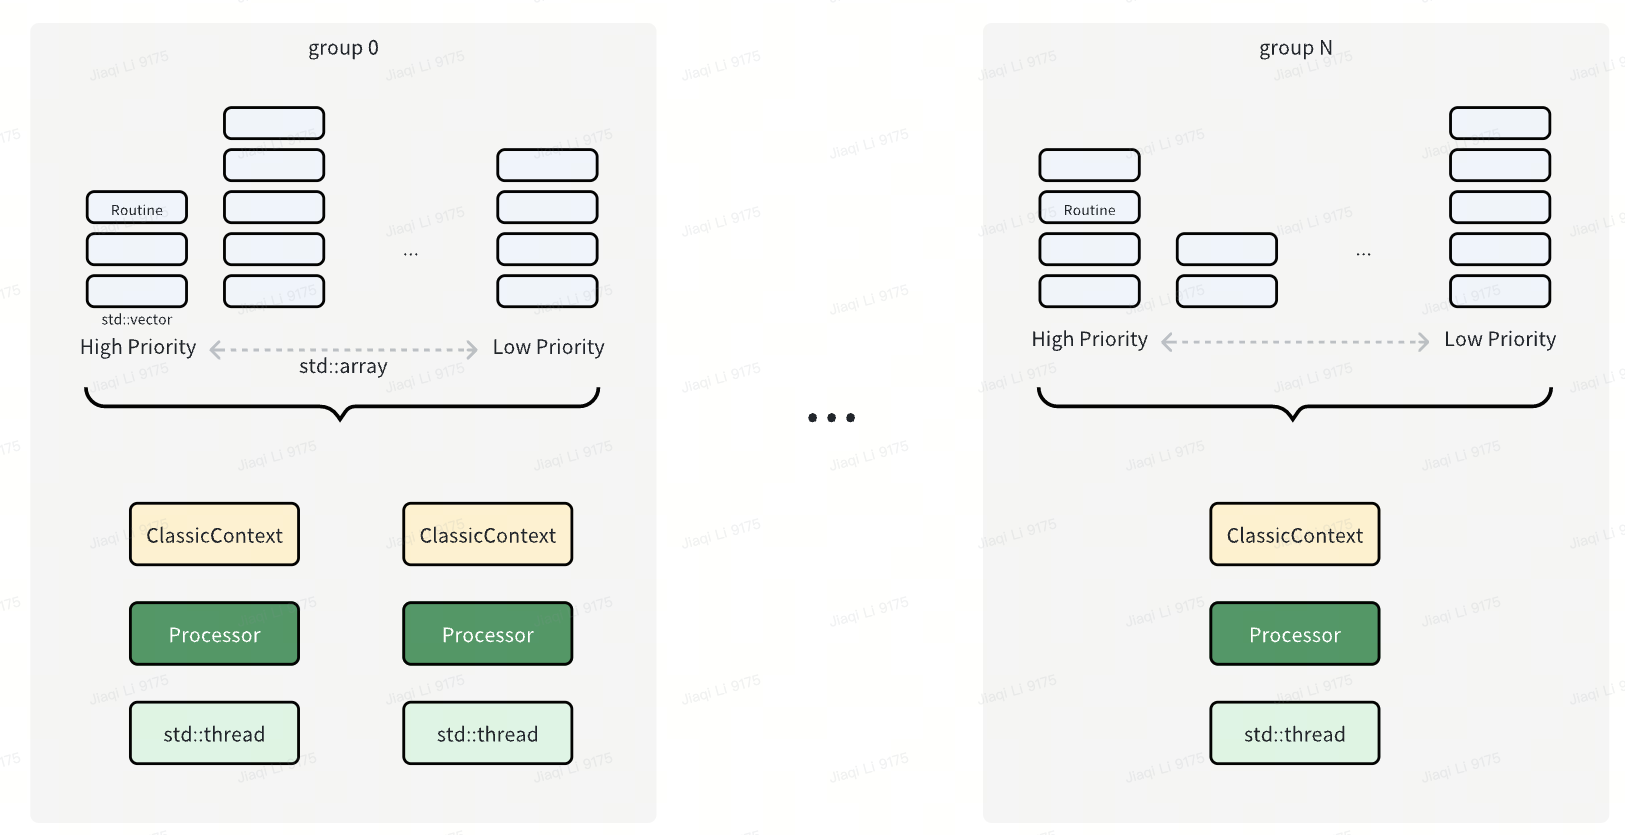 group 0
Routine
...
std::vector
High Priority
Low Priority
std::array
ClassicContext
ClassicContext
Processor
Processor
std::thread
std::thread
...
group N
Routine
...
High Priority
Low Priority
ClassicContext
Processor
std::thread
Jiaqi Li 9175